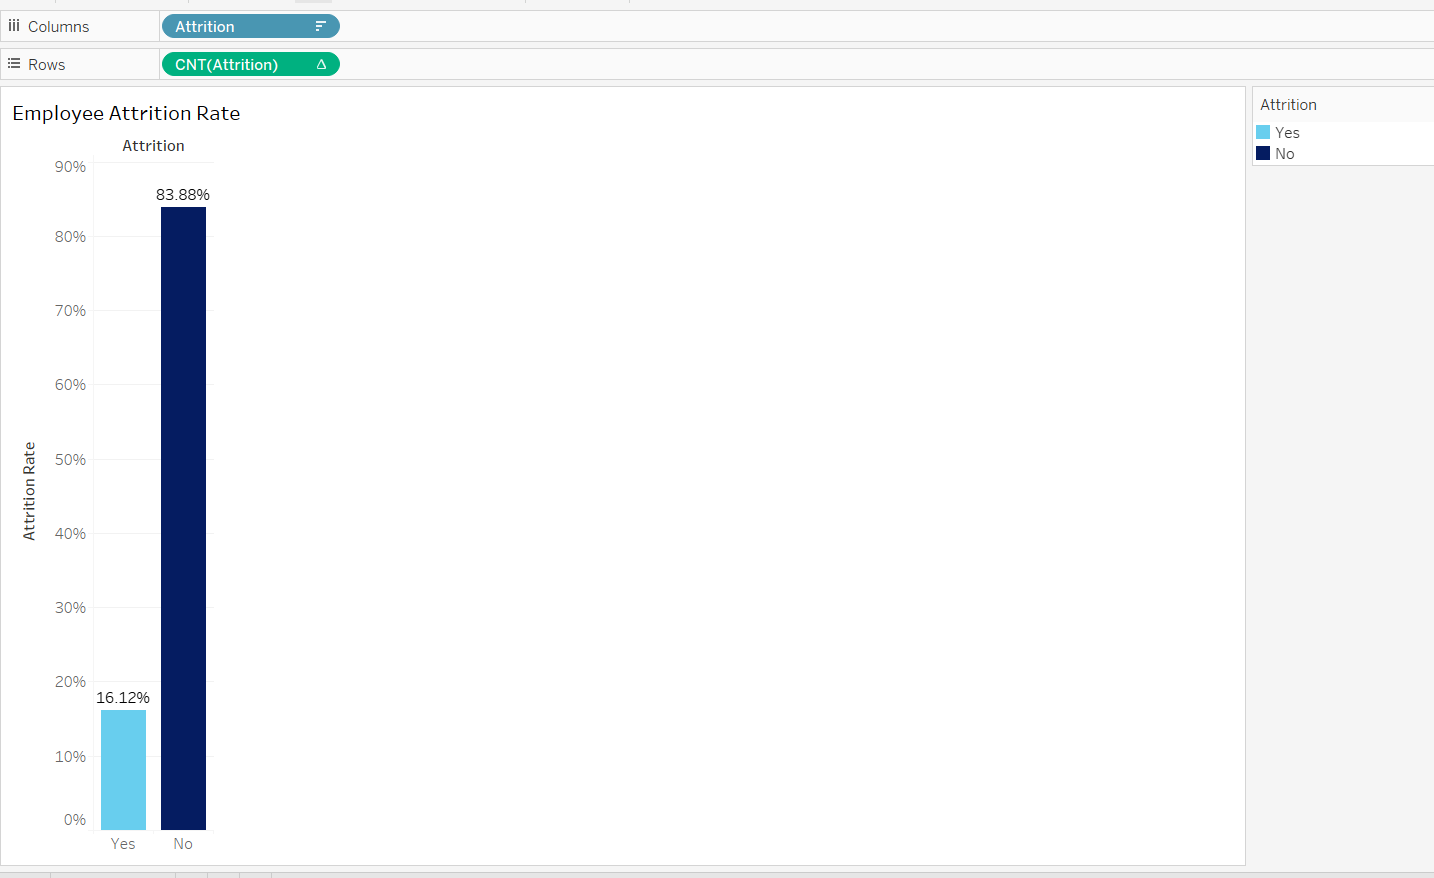 Columns
Attrition
Rows
CNT(Attrition)
Employee Attrition Rate
Attrition
90%
83.88%
80%
70%
60%
50%
40%
30%
20%
16.12%
10%
0%
Attrition Rate
Yes No
Attrition
Yes
No